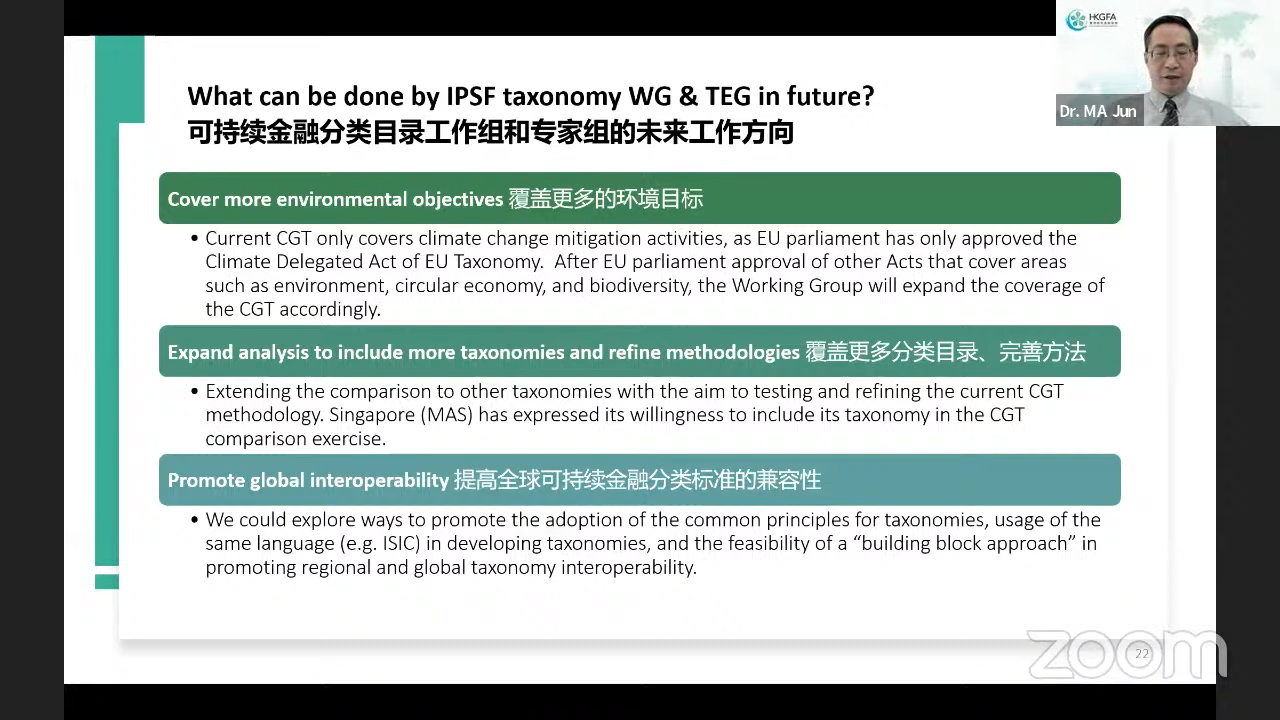 HKGFA
Dr. MA Jun
What can be done by IPSF taxonomy WG & TEG in future?
可持续金融分类目录工作组和专家组的未来工作方向
Cover more environmental objectives 覆盖更多的环境目标
• Current CGT only covers climate change mitigation activities, as EU parliament has only approved the
Climate Delegated Act of EU Taxonomy.  After EU parliament approval of other Acts that cover areas
such as environment, circular economy, and biodiversity, the Working Group will expand the coverage of
the CGT accordingly.
Expand analysis to include more taxonomies and refine methodologies 覆盖更多分类目录、完善方法
• Extending the comparison to other taxonomies with the aim to testing and refining the current CGT
methodology. Singapore (MAS) has expressed its willingness to include its taxonomy in the CGT
comparison exercise.
Promote global interoperability 提高全球可持续金融分类标准的兼容性
• We could explore ways to promote the adoption of the common principles for taxonomies, usage of the
same language (e.g. ISIC) in developing taxonomies, and the feasibility of a “building block approach” in
promoting regional and global taxonomy interoperability.
zoom
22